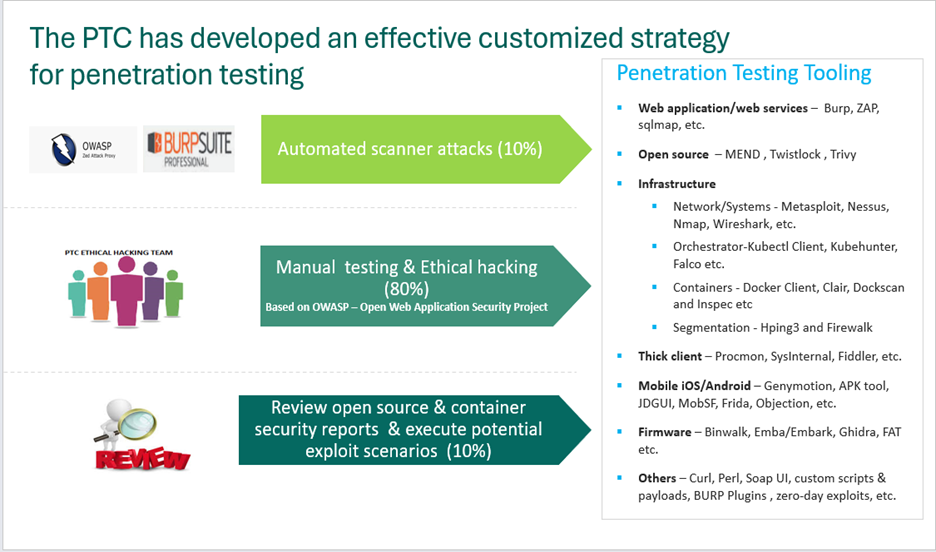 The PTC has developed an effective customized strategy
for penetration testing
OWASP
Zed Attack Proxy
BURPSUITE
PROFESSIONAL
Automated scanner attacks (10%)
PTC ETHICAL HACKING TEAM
Manual testing & Ethical hacking
(80%)
Based on OWASP – Open Web Application Security Project
REVIEW
Review open source & container
security reports & execute potential
exploit scenarios (10%)
Penetration Testing Tooling
Web application/web services – Burp, ZAP,
sqlmap, etc.
Open source – MEND , Twistlock , Trivy
Infrastructure
Network/Systems - Metasploit, Nessus,
Nmap, Wireshark, etc.
Orchestrator-Kubectl Client, Kubehunter,
Falco etc.
Containers - Docker Client, Clair, Dockscan
and Inspec etc
Segmentation - Hping3 and Firewalk
Thick client – Procmon, SysInternal, Fiddler, etc.
Mobile iOS/Android – Genymotion, APK tool,
JDGUI, MobSF, Frida, Objection, etc.
Firmware – Binwalk, Emba/Embark, Ghidra, FAT
etc.
Others – Curl, Perl, Soap UI, custom scripts &
payloads, BURP Plugins , zero-day exploits, etc.